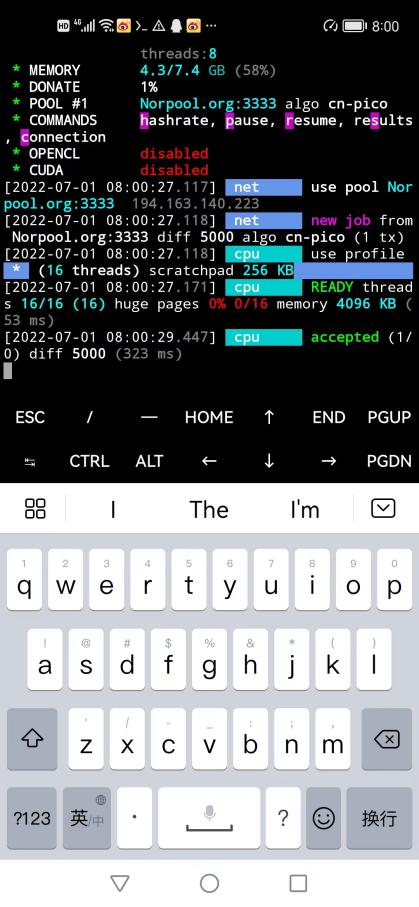 HD 4G 8:00
threads:8
* MEMORY 4.3/7.4 GB (58%)
* DONATE 1%
* POOL #1 Norpool.org:3333 algo cn-pico
* COMMANDS hashrate, pause, resume, results
, connection
* OPENCL disabled
* CUDA disabled
[2022-07-01 08:00:27.117] net use pool Nor
pool.org:3333 194.163.140.223
[2022-07-01 08:00:27.118] net new job from
Norpool.org:3333 diff 5000 algo cn-pico (1 tx)
[2022-07-01 08:00:27.118] cpu use profile
* (16 threads) scratchpad 256 KB
[2022-07-01 08:00:27.171] cpu READY thread
s 16/16 (16) huge pages 0% 0/16 memory 4096 KB (
53 ms)
[2022-07-01 08:00:29.447] cpu accepted (1/
0) diff 5000 (323 ms)
ESC / — HOME ↑ END PGUP
↹ CTRL ALT ← ↓ → PGDN
I The I'm
1 2 3 4 5 6 7 8 9 0
q w e r t y u i o p
! @ # $ % & * ( )
a s d f g h j k l
' / - _ : ; ,
z x c v b n m
?123 英/中 . ? 换行